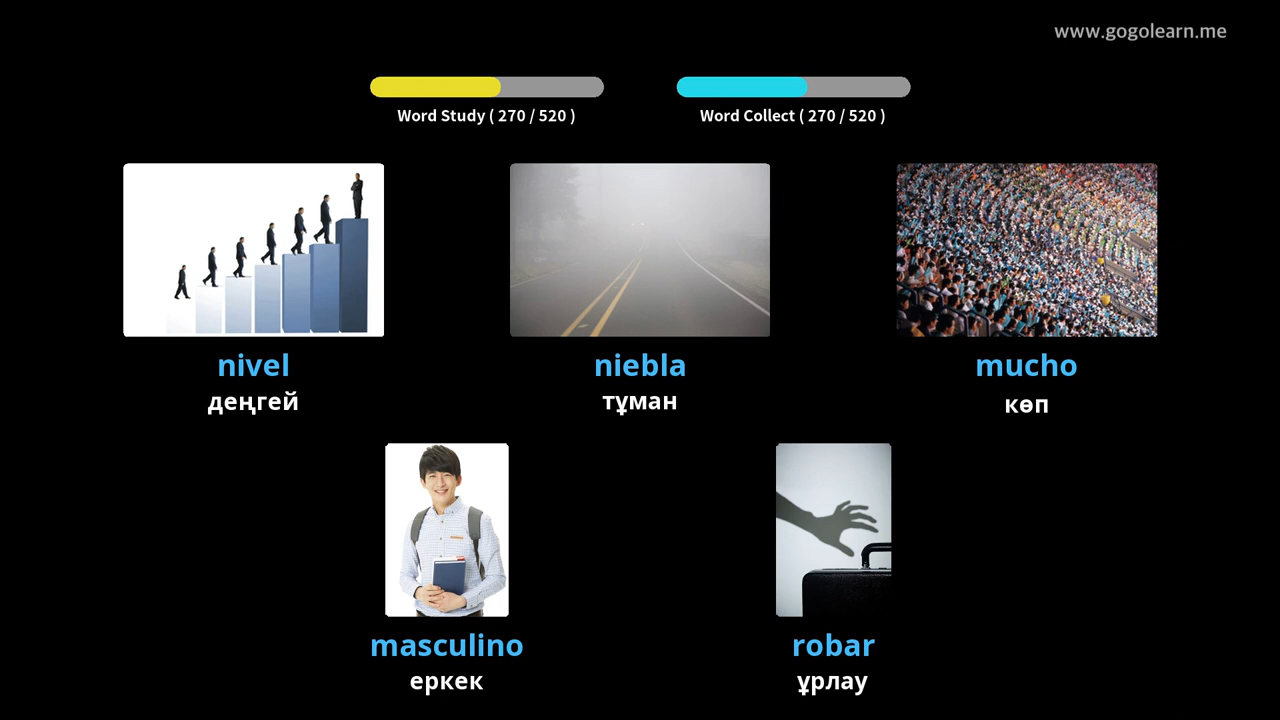 www.gogolearn.me
Word Study ( 270 / 520 )
Word Collect ( 270 / 520 )
nivel
деңгей
niebla
тұман
mucho
көп
masculino
еркек
robar
ұрлау